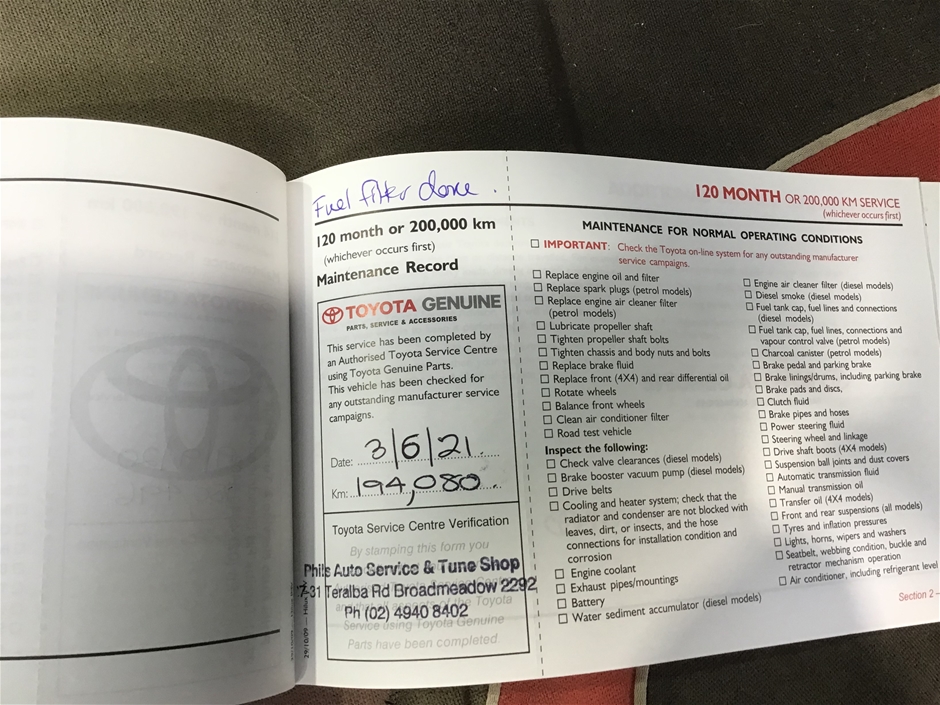 Fuel filter done.
120 month or 200,000 km
(whichever occurs first)
Maintenance Record
TOYOTA GENUINE
PARTS, SERVICE & ACCESSORIES
This service has been completed by
an Authorised Toyota Service Centre
using Toyota Genuine Parts.
This vehicle has been checked for
any outstanding manufacturer service
campaigns.
Date: 3/6/21
Km: 194,080
Toyota Service Centre Verification
By stamping this form you
Phils Auto Service & Tune Shop
7-31 Teralba Rd Broadmeadow 2292
Ph (02) 4940 8402
Service using Toyota Genuine
Parts have been completed
120 MONTH OR 200,000 KM SERVICE
(whichever occurs first)
MAINTENANCE FOR NORMAL OPERATING CONDITIONS
IMPORTANT: Check the Toyota on-line system for any outstanding manufacturer
service campaigns.
Replace engine oil and filter
Replace spark plugs (petrol models)
Replace engine air cleaner filter
(petrol models)
Lubricate propeller shaft
Tighten propeller shaft bolts
Tighten chassis and body nuts and bolts
Replace brake fluid
Replace front (4X4) and rear differential oil
Rotate wheels
Balance front wheels
Clean air conditioner filter
Road test vehicle
Inspect the following:
Check valve clearances (diesel models)
Brake booster vacuum pump (diesel models)
Drive belts
Cooling and heater system; check that the
radiator and condenser are not blocked with
leaves, dirt, or insects, and the hose
connections for installation condition and
corrosion
Engine coolant
Exhaust pipes/mountings
Battery
Water sediment accumulator (diesel models)
Engine air cleaner filter (diesel models)
Diesel smoke (diesel models)
Fuel tank cap, fuel lines and connections
(diesel models)
Fuel tank cap, fuel lines, connections and
vapour control valve (petrol models)
Charcoal canister (petrol models)
Brake pedal and parking brake
Brake linings/drums, including parking brake
Brake pads and discs,
Clutch fluid
Brake pipes and hoses
Power steering fluid
Steering wheel and linkage
Drive shaft boots (4X4 models)
Suspension ball joints and dust covers
Automatic transmission fluid
Manual transmission oil
Transfer oil (4X4 models)
Front and rear suspensions (all models)
Tyres and inflation pressures
Lights, horns, wipers and washers
Seatbelt, webbing condition, buckle and
retractor mechanism operation
Air conditioner, including refrigerant level
Section 2 –
29/10/09 — Hilux